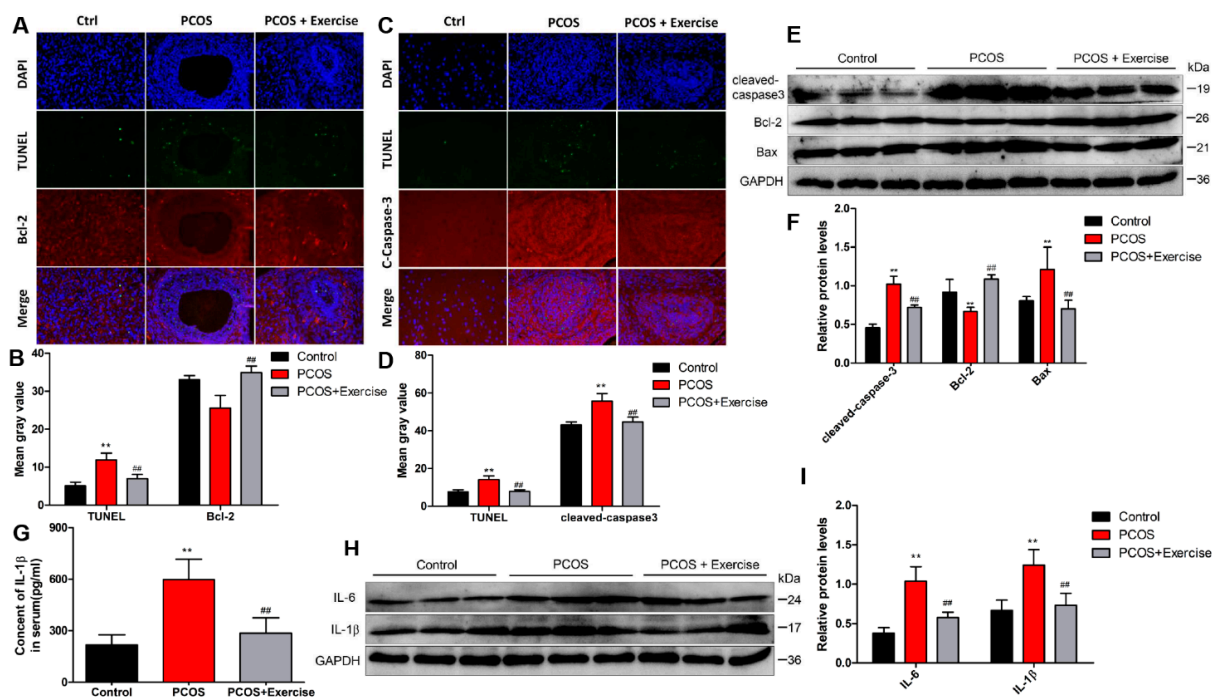 A
Ctrl PCOS PCOS + Exercise
DAPI
TUNEL
Bcl-2
Merge
C
Ctrl PCOS PCOS + Exercise
DAPI
TUNEL
C-Caspase-3
Merge
E
Control PCOS PCOS + Exercise
kDa
cleaved-
caspase3
19
Bcl-2
26
Bax
21
GAPDH
36
B
Mean gray value
40
30
20
10
0
TUNEL Bcl-2
** ## ##
Control
PCOS
PCOS+Exercise
D
Mean gray value
60
40
20
0
TUNEL cleaved-caspase3
** ## ** ##
Control
PCOS
PCOS+Exercise
F
Relative protein levels
2.0
1.5
1.0
0.5
0.0
cleaved-caspase-3 Bcl-2 Bax
** ## ** ## ** ##
Control
PCOS
PCOS+Exercise
G
Concent of IL-1β
in serum(pg/ml)
900
600
300
0
Control PCOS PCOS+Exercise
** ##
H
Control PCOS PCOS + Exercise
kDa
IL-6
24
IL-1β
17
GAPDH
36
I
Relative protein levels
2.0
1.5
1.0
0.5
0.0
IL-6 IL-1β
** ## ** ##
Control
PCOS
PCOS+Exercise